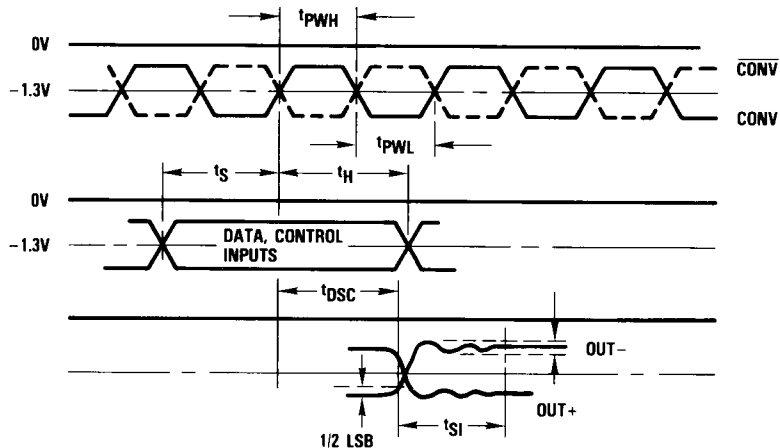 tPWH
0V
CONV
−1.3V
CONV
tPWL
tS
tH
0V
−1.3V
DATA, CONTROL
INPUTS
tDSC
OUT−
OUT+
tSI
1/2 LSB